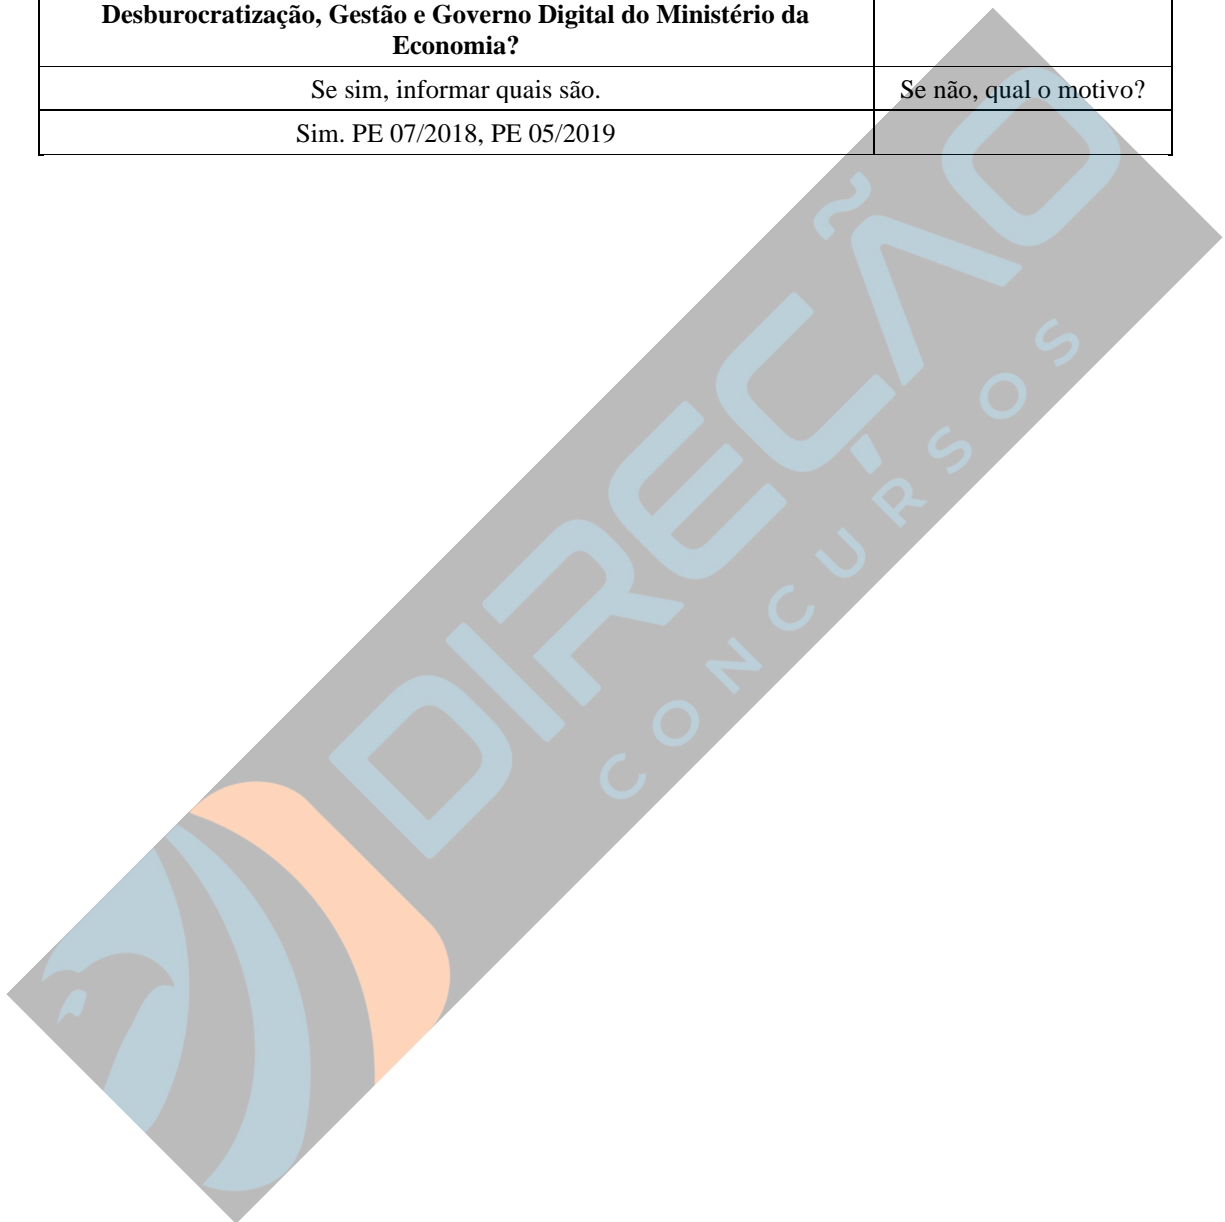 Desburocratização, Gestão e Governo Digital do Ministério da
Economia?
Se sim, informar quais são.
Se não, qual o motivo?
Sim. PE 07/2018, PE 05/2019
DIREÇÃO
CONCURSOS